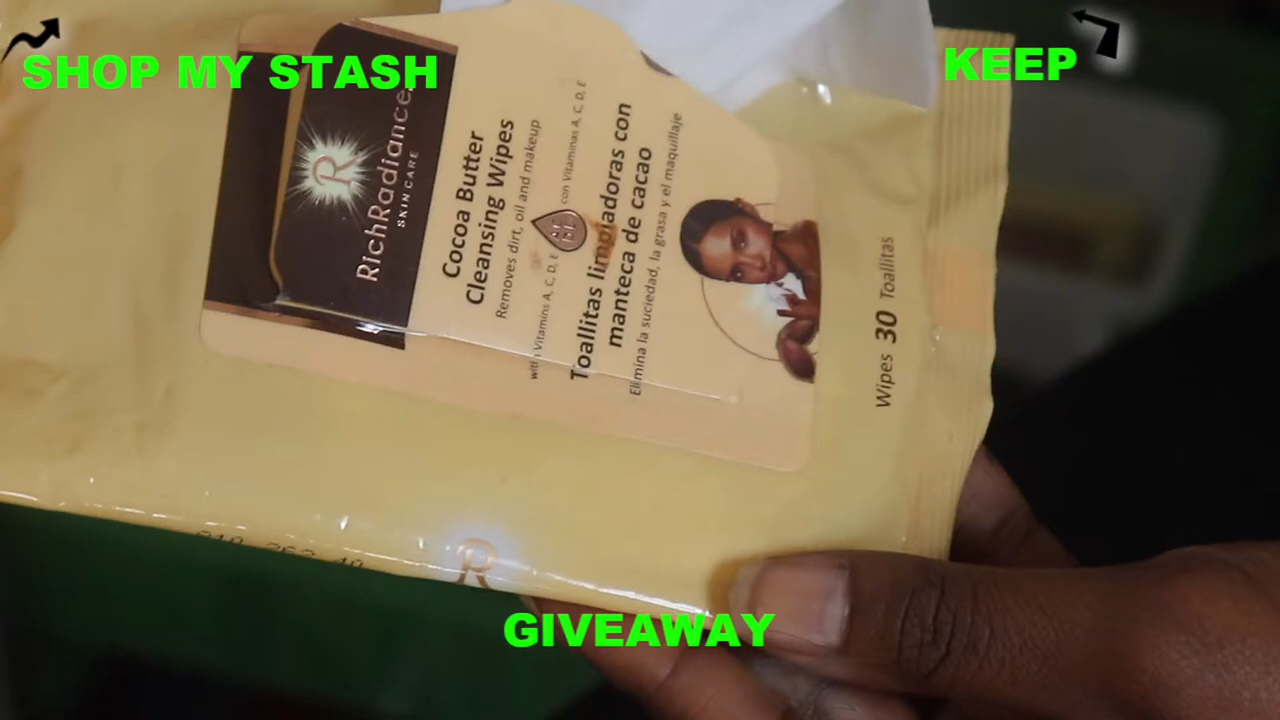 SHOP MY STASH
KEEP
R
RichRadiance
SKIN CARE
Cocoa Butter
Cleansing Wipes
Removes dirt, oil and makeup
with Vitamins A, C, D, E
con Vitaminas A, C, D, E
Toallitas limpiadoras con
manteca de cacao
Elimina la suciedad, la grasa y el maquillaje
Wipes 30 Toallitas
R
GIVEAWAY